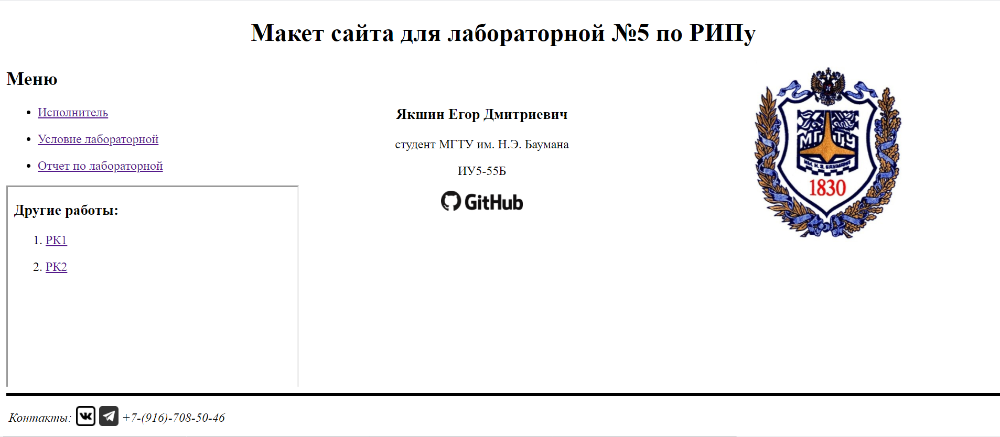 Макет сайта для лабораторной №5 по РИПу
Меню
• Исполнитель
• Условие лабораторной
• Отчет по лабораторной
Другие работы:
1. РК1
2. РК2
Якшин Егор Дмитриевич
студент МГТУ им. Н.Э. Баумана
ИУ5-55Б
GitHub
МГТУ
ИМ. Н. Э. БАУМАНА
1830
Контакты: +7-(916)-708-50-46